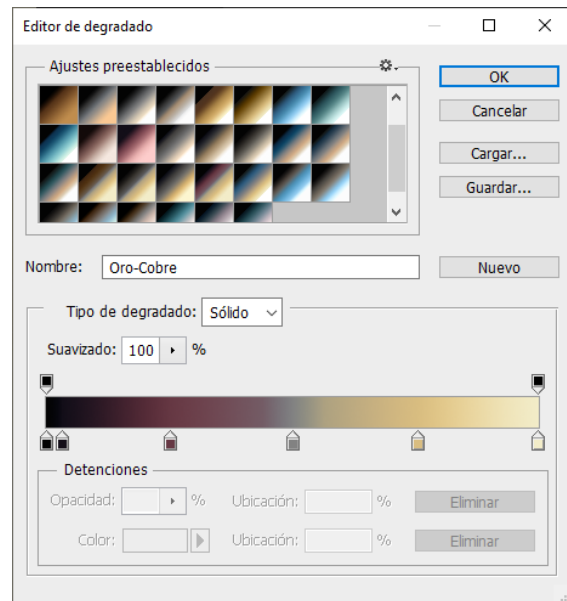 Editor de degradado
Ajustes preestablecidos
OK
Cancelar
Cargar...
Guardar...
Nombre: Oro-Cobre
Nuevo
Tipo de degradado: Sólido
Suavizado: 100 %
Detenciones
Opacidad: % Ubicación: % Eliminar
Color: Ubicación: % Eliminar